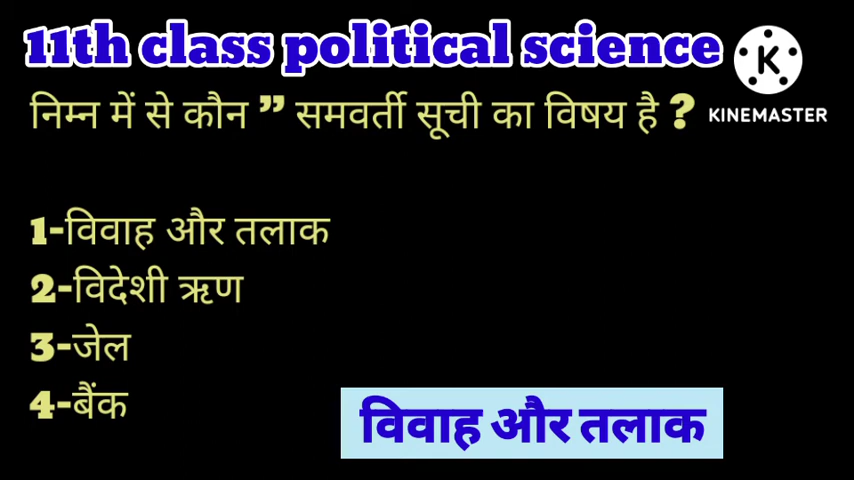 11th class political science
K
KINEMASTER
निम्न में से कौन ” समवर्ती सूची का विषय है ?
1-विवाह और तलाक
2-विदेशी ऋण
3-जेल
4-बैंक
विवाह और तलाक